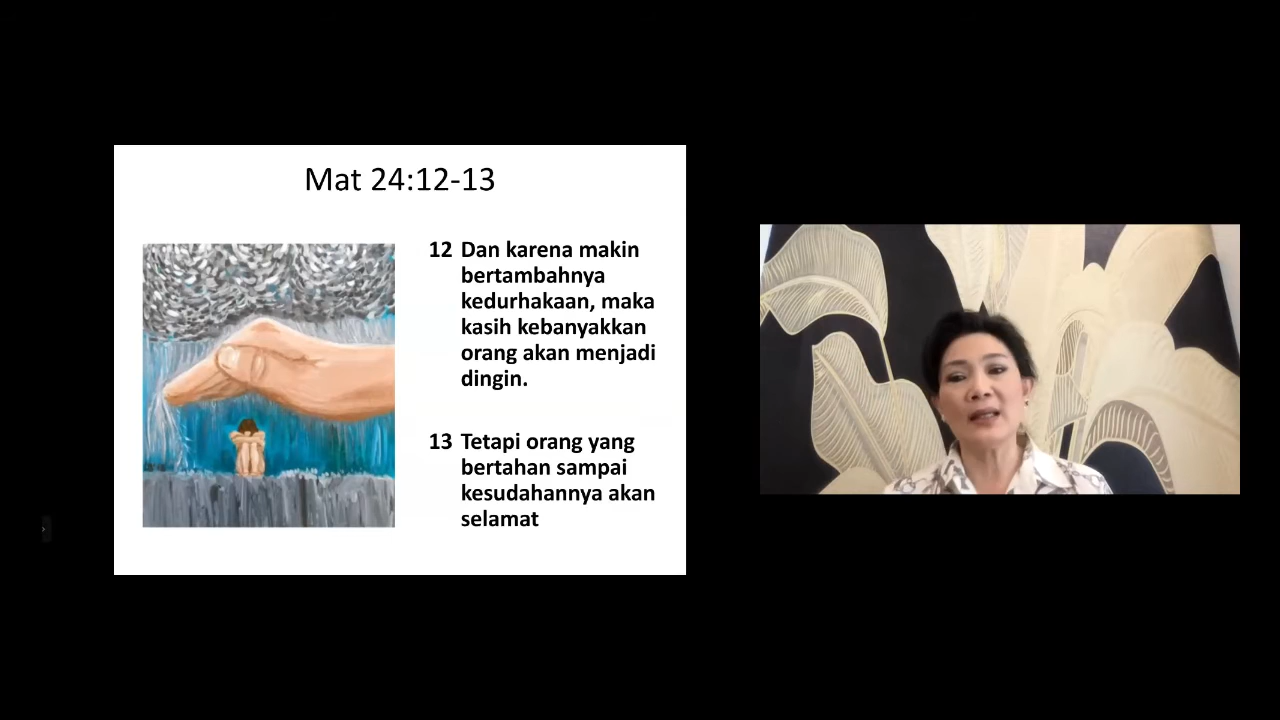 Mat 24:12-13
12 Dan karena makin
bertambahnya
kedurhakaan, maka
kasih kebanyakkan
orang akan menjadi
dingin.
13 Tetapi orang yang
bertahan sampai
kesudahannya akan
selamat